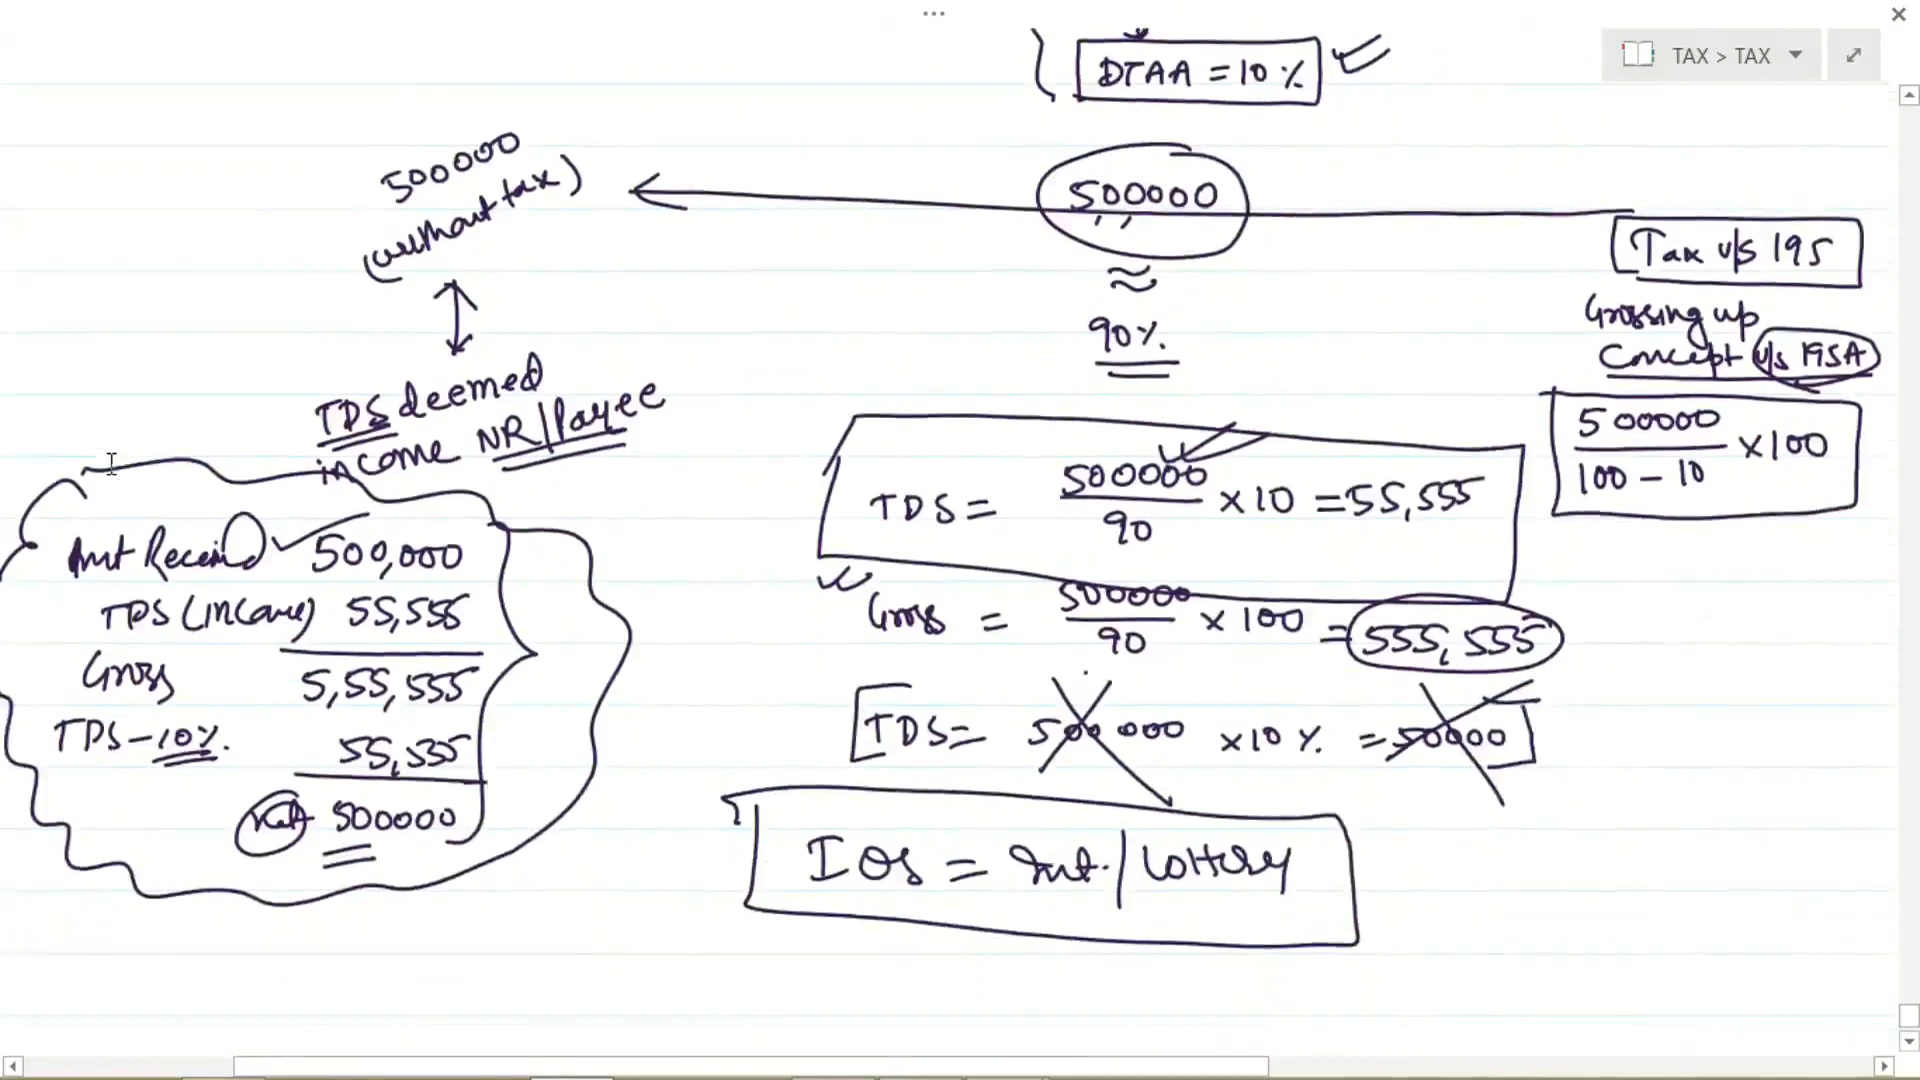 TAX > TAX
DTAA = 10 %
500000
(without tax)
500000
Tax u/s 195
Grossing up
Concept u/s 195A
90%.
500000
100 - 10
× 100
TDS deemed
income NR/Payee
TDS = 500000
90
× 10 = 55,555
Gross = 500000
90
× 100 = 555,555
TDS = 500 000 × 10 %. = 50000
IOS = Int. / Lottery
Amt Received 500,000
TDS (Income) 55,555
Gross 5,55,555
TDS - 10%. 55,555
Net 500000